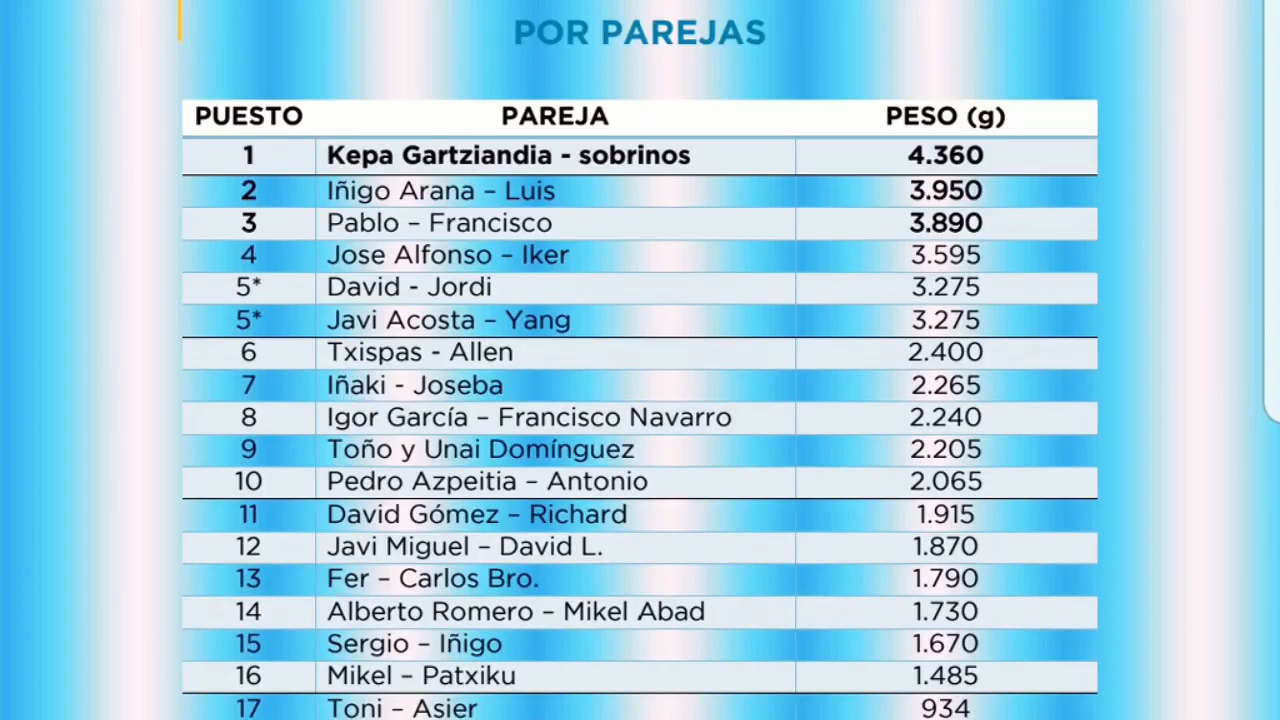 POR PAREJAS
PUESTO PAREJA PESO (g)
1 Kepa Gartziandia - sobrinos 4.360
2 Iñigo Arana – Luis 3.950
3 Pablo – Francisco 3.890
4 Jose Alfonso – Iker 3.595
5* David - Jordi 3.275
5* Javi Acosta – Yang 3.275
6 Txispas - Allen 2.400
7 Iñaki - Joseba 2.265
8 Igor García – Francisco Navarro 2.240
9 Toño y Unai Domínguez 2.205
10 Pedro Azpeitia – Antonio 2.065
11 David Gómez – Richard 1.915
12 Javi Miguel – David L. 1.870
13 Fer – Carlos Bro. 1.790
14 Alberto Romero – Mikel Abad 1.730
15 Sergio – Iñigo 1.670
16 Mikel – Patxiku 1.485
17 Toni – Asier 934